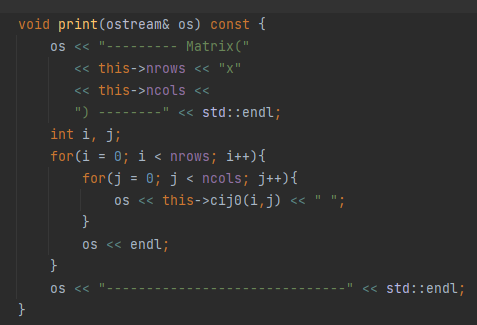 void print(ostream& os) const {
    os << "--------- Matrix("
       << this->nrows << "x"
       << this->ncols <<
       ") --------" << std::endl;
    int i, j;
    for(i = 0; i < nrows; i++){
        for(j = 0; j < ncols; j++){
            os << this->cij0(i,j) << " ";
        }
        os << endl;
    }
    os << "------------------------------" << std::endl;
}